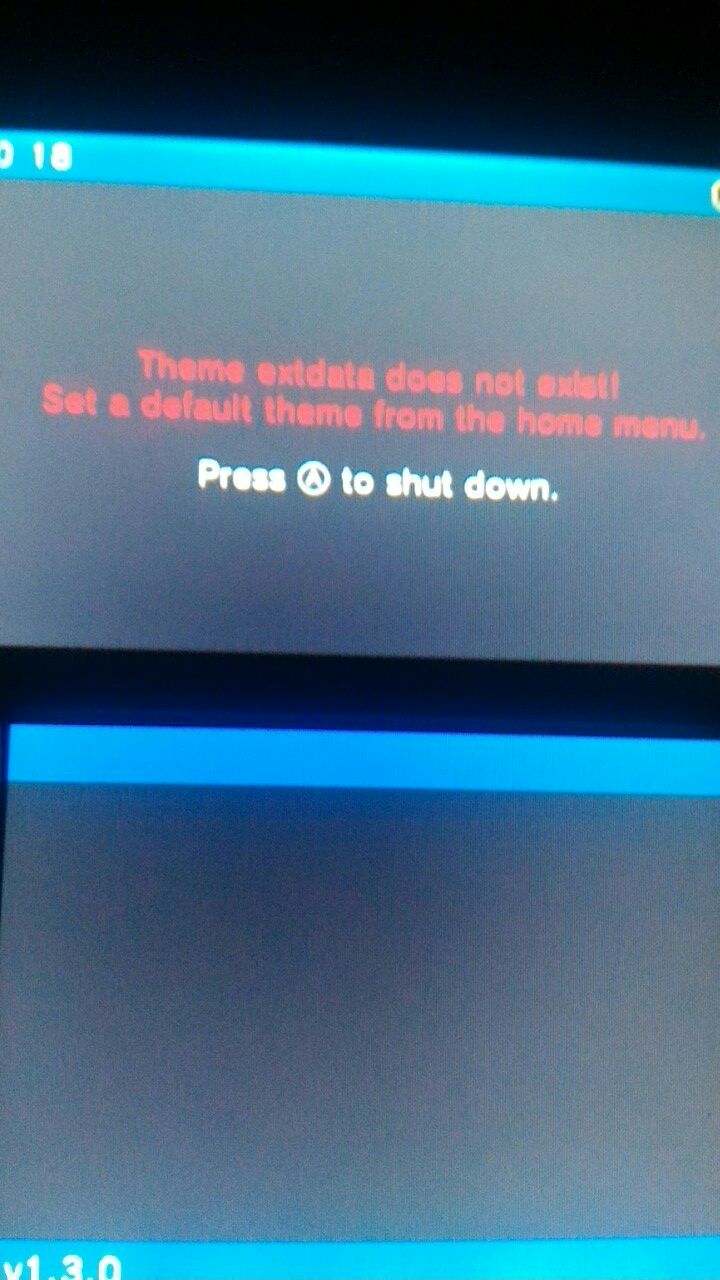 0 18
Theme extdata does not exist!
Set a default theme from the home menu.
Press Ⓐ to shut down.
v1.3.0